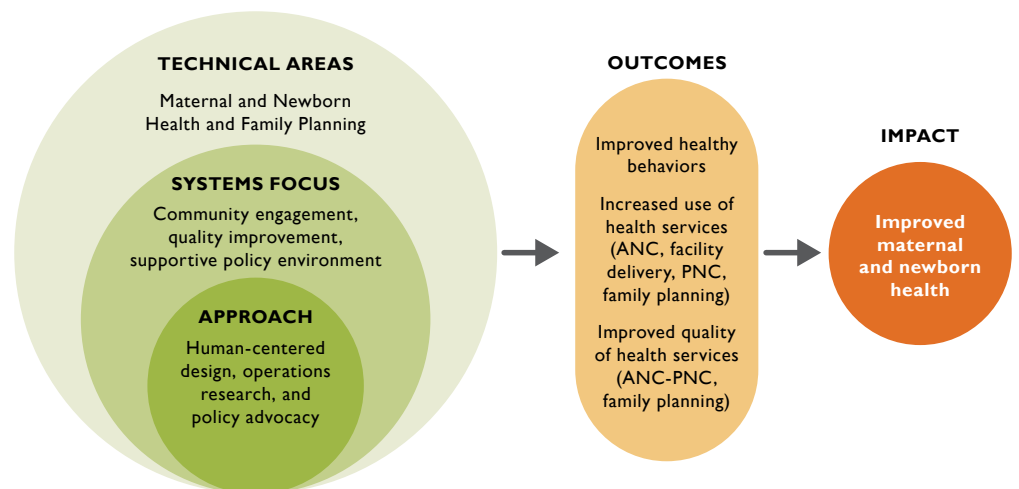 TECHNICAL AREAS
Maternal and Newborn
Health and Family Planning
SYSTEMS FOCUS
Community engagement,
quality improvement,
supportive policy environment
APPROACH
Human-centered
design, operations
research, and
policy advocacy
OUTCOMES
Improved healthy
behaviors
Increased use of
health services
(ANC, facility
delivery, PNC,
family planning)
Improved quality
of health services
(ANC-PNC,
family planning)
IMPACT
Improved
maternal
and newborn
health